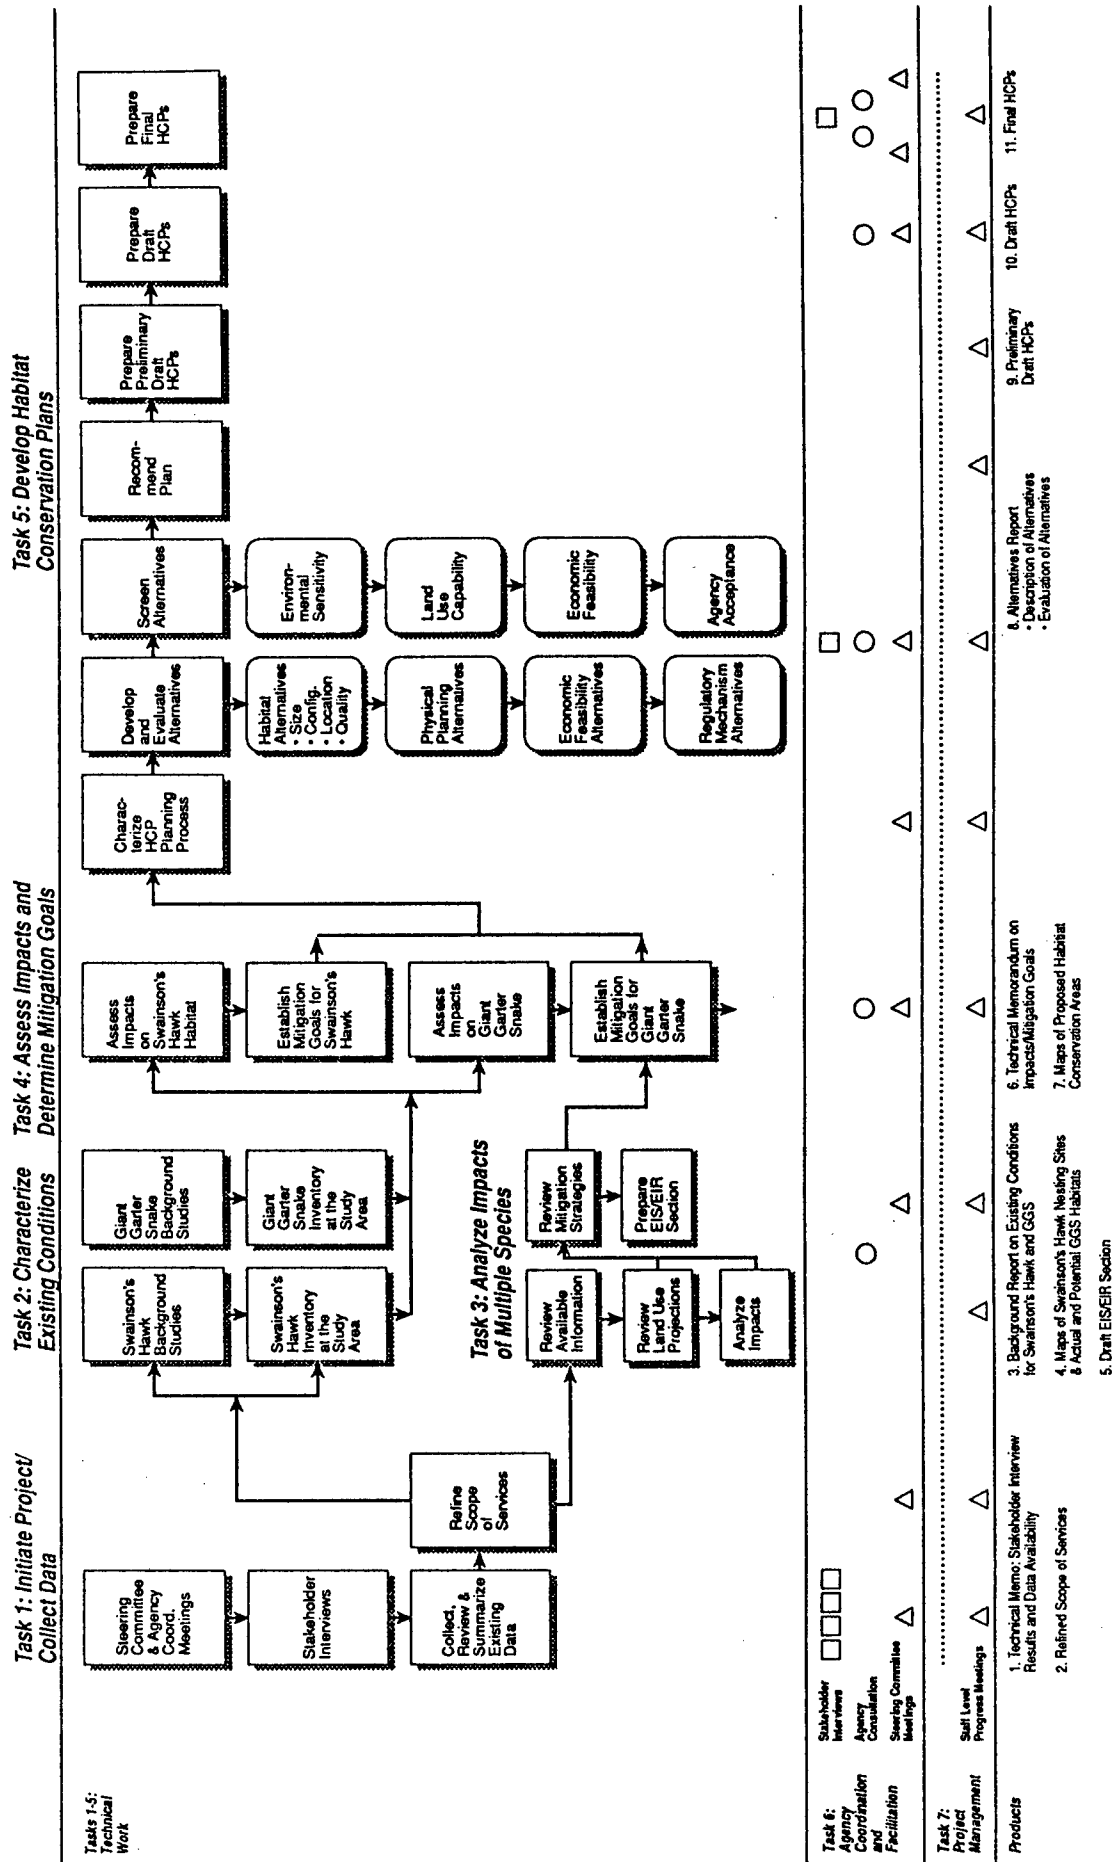 Task 1: Initiate Project/
Collect Data
Task 2: Characterize
Existing Conditions
Task 4: Assess Impacts and
Determine Mitigation Goals
Task 5: Develop Habitat
Conservation Plans
Tasks 1-5:
Technical
Work
Steering
Committee
& Agency
Coord.
Meetings
Stakeholder
Interviews
Collect,
Review &
Summarize
Existing
Data
Refine
Scope
of
Services
Swainson's
Hawk
Background
Studies
Swainson's
Hawk
Inventory
at the
Study
Area
Giant
Garter
Snake
Background
Studies
Giant
Garter
Snake
Inventory
at the
Study
Area
Task 3: Analyze Impacts
of Multiple Species
Review
Available
Information
Review
Land Use
Projections
Analyze
Impacts
Review
Mitigation
Strategies
Prepare
EIS/EIR
Section
Assess
Impacts
on
Swainson's
Hawk
Habitat
Establish
Mitigation
Goals for
Swainson's
Hawk
Assess
Impacts
on Giant
Garter
Snake
Establish
Mitigation
Goals for
Giant
Garter
Snake
Charac-
terize
HCP
Planning
Process
Develop
and
Evaluate
Alternatives
Habitat
Alternatives
• Size
• Config.
• Location
• Quality
Physical
Planning
Alternatives
Economic
Feasibility
Alternatives
Regulatory
Mechanism
Alternatives
Screen
Alternatives
Environ-
mental
Sensitivity
Land
Use
Capability
Economic
Feasibility
Agency
Acceptance
Recom-
mend
Plan
Prepare
Preliminary
Draft
HCPs
Prepare
Draft
HCPs
Prepare
Final
HCPs
Task 6:
Agency
Coordination
and
Facilitation
Stakeholder
Interviews
Agency
Consultation
Steering Committee
Meetings
Task 7:
Project
Management
Staff Level
Progress Meetings
Products
1. Technical Memo: Stakeholder Interview
Results and Data Availability
2. Refined Scope of Services
3. Background Report on Existing Conditions
for Swanson's Hawk and GGS
4. Maps of Swainson's Hawk Nesting Sites
& Actual and Potential GGS Habitats
5. Draft EIS/EIR Section
6. Technical Memorandum on
Impacts/Mitigation Goals
7. Maps of Proposed Habitiat
Conservation Areas
8. Alternatives Report
• Description of Alternatives
• Evaluation of Alternatives
9. Preliminary
Draft HCPs
10. Draft HCPs
11. Final HCPs